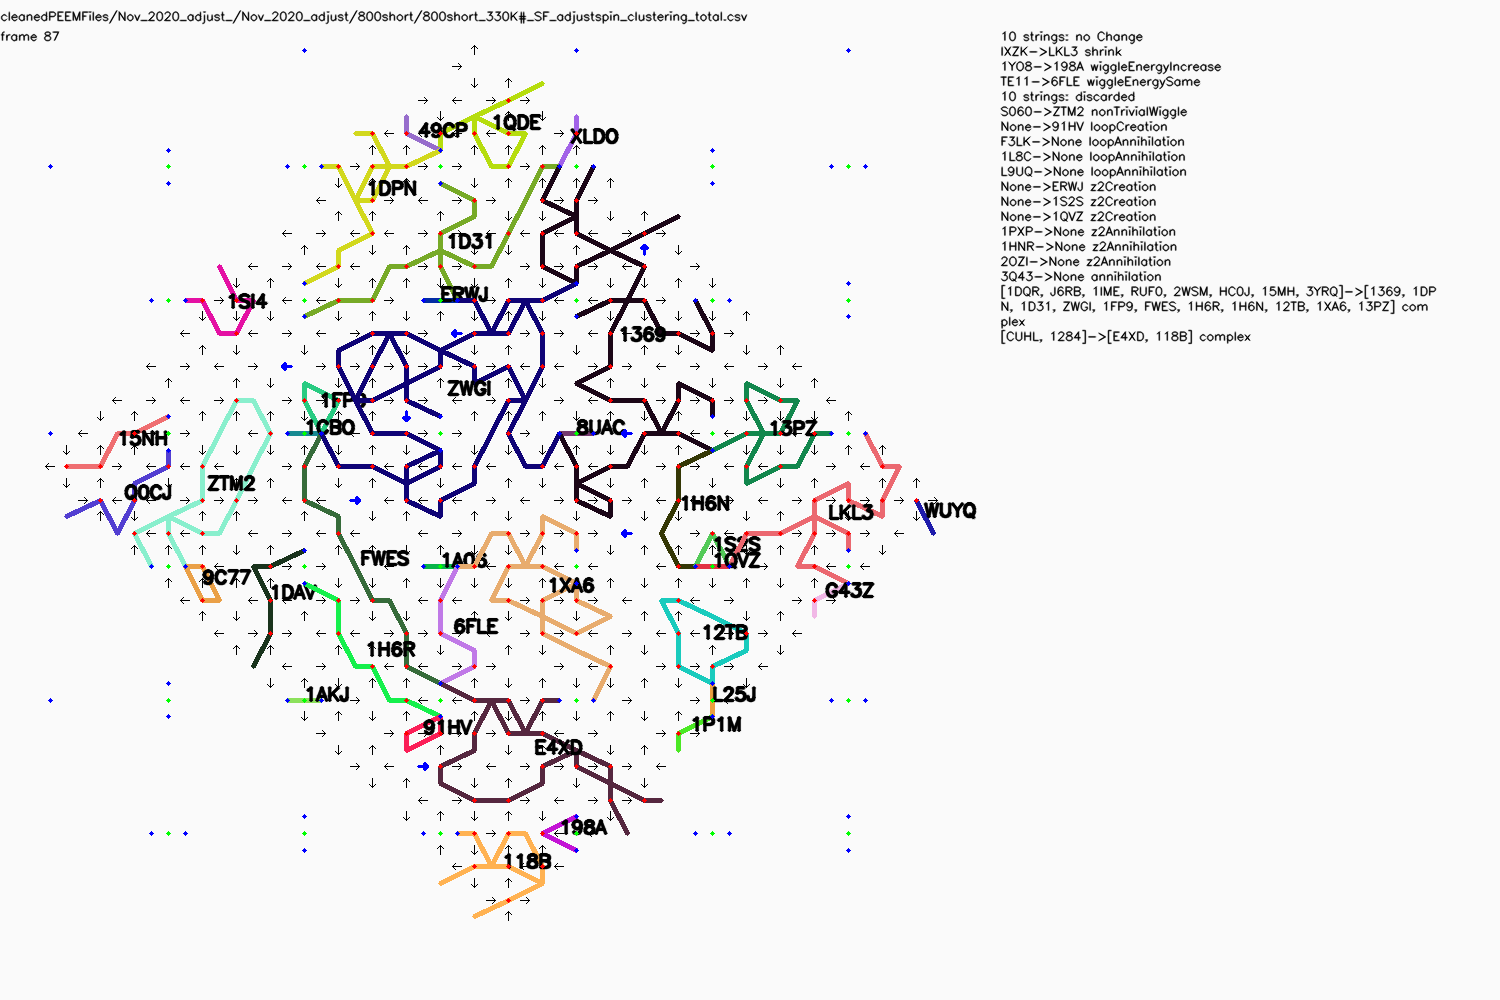 cleanedPEEMFiles/Nov_2020_adjust_/Nov_2020_adjust/800short/800short_330K#_SF_adjustspin_clustering_total.csv
frame 87
10 strings: no Change
IXZK->LKL3 shrink
1YO8->198A wiggleEnergyIncrease
TE11->6FLE wiggleEnergySame
10 strings: discarded
S060->ZTM2 nonTrivialWiggle
None->91HV loopCreation
F3LK->None loopAnnihilation
1L8C->None loopAnnihilation
L9UQ->None loopAnnihilation
None->ERWJ z2Creation
None->1S2S z2Creation
None->1QVZ z2Creation
1PXP->None z2Annihilation
1HNR->None z2Annihilation
2OZI->None z2Annihilation
3Q43->None annihilation
[1DQR, J6RB, 1IME, RUF0, 2WSM, HC0J, 15MH, 3YRQ]->[1369, 1DP
N, 1D31, ZWGI, 1FP9, FWES, 1H6R, 1H6N, 12TB, 1XA6, 13PZ] com
plex
[CUHL, 1284]->[E4XD, 118B] complex
49CP
1QDE
XLDO
1DPN
1D31
ERWJ
1SI4
1369
ZWGI
1FP9
1CBO
8UAC
13PZ
15NH
ZTM2
1H6N
LKL3
WUYQ
1S2S
1QVZ
FWES
9C77
1DAV
1XA6
G43Z
6FLE
12TB
1H6R
1AKJ
L25J
91HV
1P1M
E4XD
198A
118B